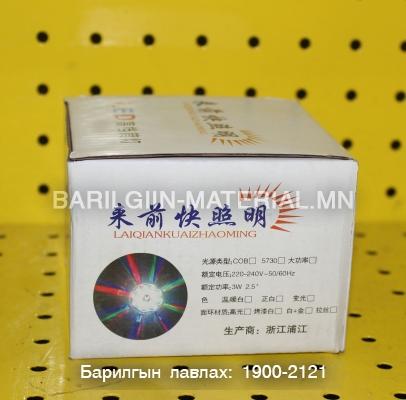 BARILGIIN-MATERIAL.MN
来前快照明
LAIQIANKUAIZHAOMING
光源类型:COB□ 5730□ 大功率□
额定电压:220-240V~50/60Hz
额定功率:3W 2.5"
色 温:暖白□ 正白□ 变光□
面环材质:高光□ 烤漆白□ 白+金□ 拉丝□
生产商: 浙江浦江
Барилгын лавлах: 1900-2121